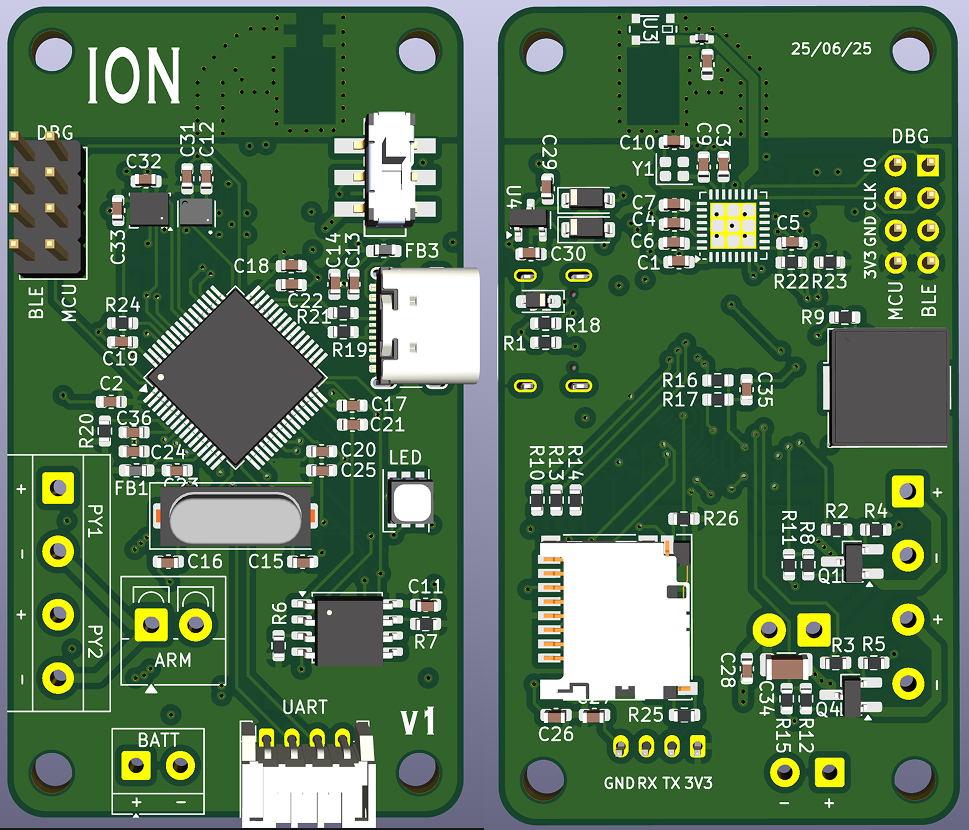 ION
DBG
C31
C12
C32
C33
FB3
C14
C13
C18
C22
BLE
MCU
R24
R21
R19
C19
C2
C17
C21
R20
C36
C20
C24
C25
LED
FB1
C23
+
PY1
-
C16
C15
+
PY2
-
R6
C11
R7
ARM
UART
v1
BATT
+ -
U3
25/06/25
DBG
C29
C10
C9
C3
Y1
IO
CLK
GND
3V3
U4
C7
C4
C6
C5
C30
C1
R22
R23
MCU
BLE
R9
R18
R1
R16
R17
C35
R10
R13
R14
+
R26
R2
R4
R11
R8
-
Q1
+
R3
R5
C28
C34
-
Q4
C26
C27
R25
R15
R12
GND RX TX 3V3
- +